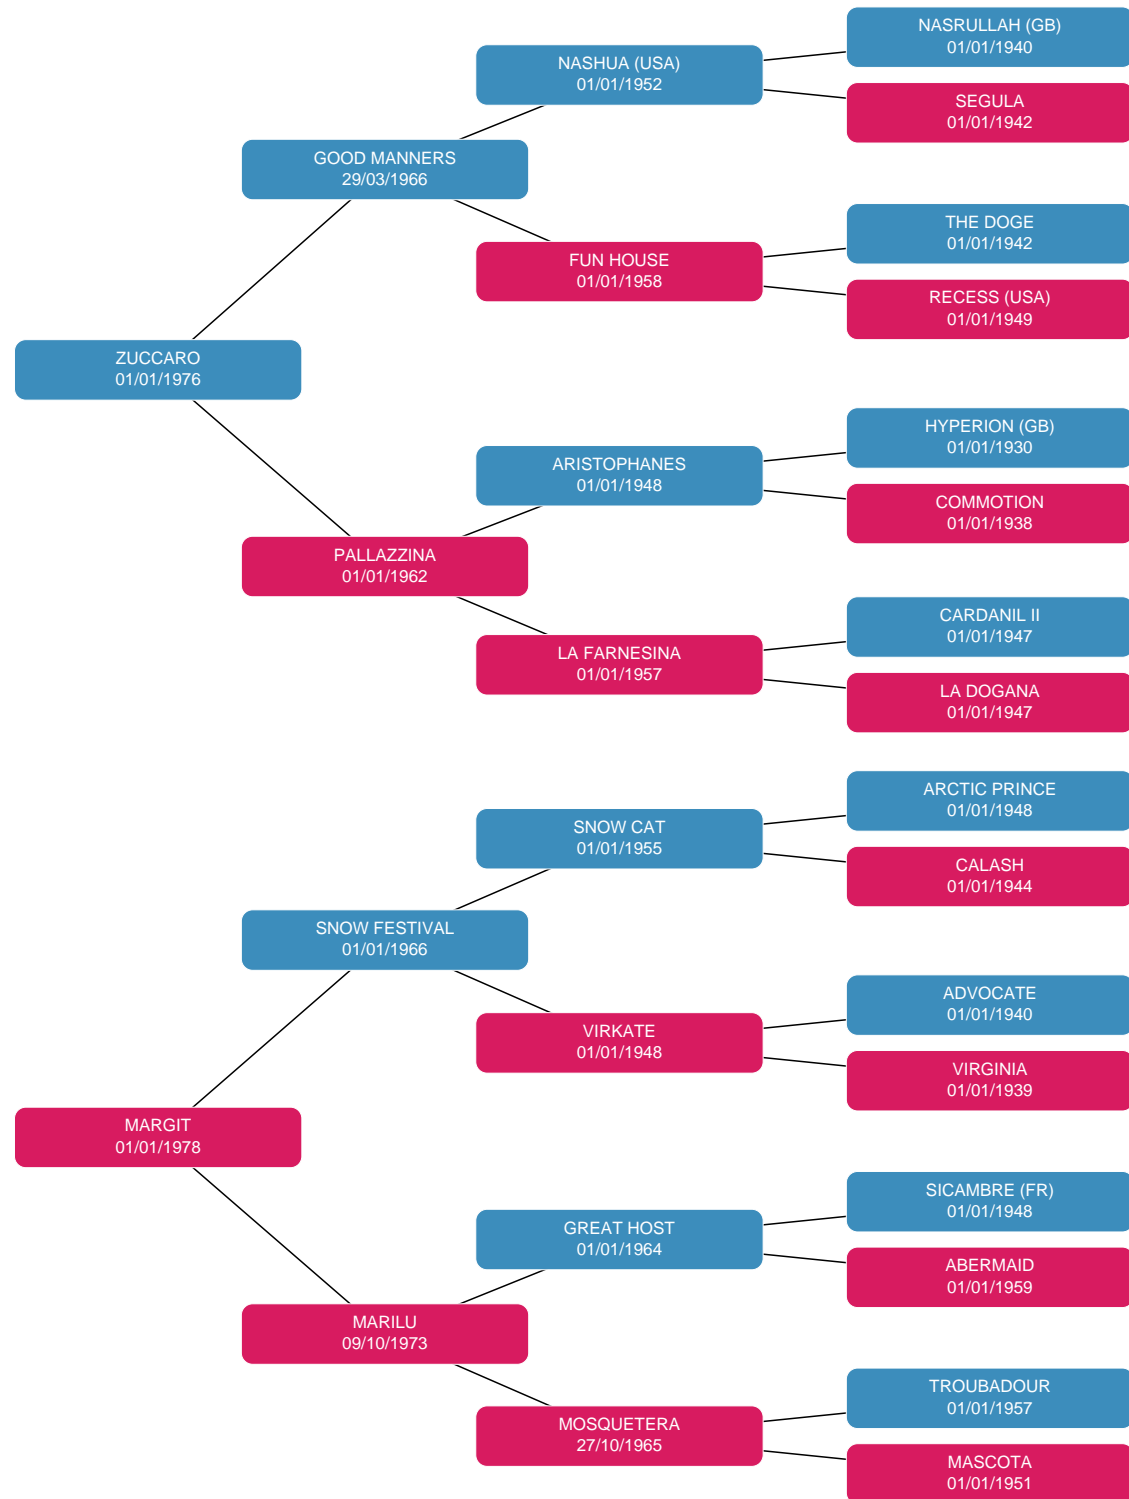 NASRULLAH (GB)
01/01/1940
NASHUA (USA)
01/01/1952
SEGULA
01/01/1942
GOOD MANNERS
29/03/1966
THE DOGE
01/01/1942
FUN HOUSE
01/01/1958
RECESS (USA)
01/01/1949
ZUCCARO
01/01/1976
HYPERION (GB)
01/01/1930
ARISTOPHANES
01/01/1948
COMMOTION
01/01/1938
PALLAZZINA
01/01/1962
CARDANIL II
01/01/1947
LA FARNESINA
01/01/1957
LA DOGANA
01/01/1947
ARCTIC PRINCE
01/01/1948
SNOW CAT
01/01/1955
CALASH
01/01/1944
SNOW FESTIVAL
01/01/1966
ADVOCATE
01/01/1940
VIRKATE
01/01/1948
VIRGINIA
01/01/1939
MARGIT
01/01/1978
SICAMBRE (FR)
01/01/1948
GREAT HOST
01/01/1964
ABERMAID
01/01/1959
MARILU
09/10/1973
TROUBADOUR
01/01/1957
MOSQUETERA
27/10/1965
MASCOTA
01/01/1951